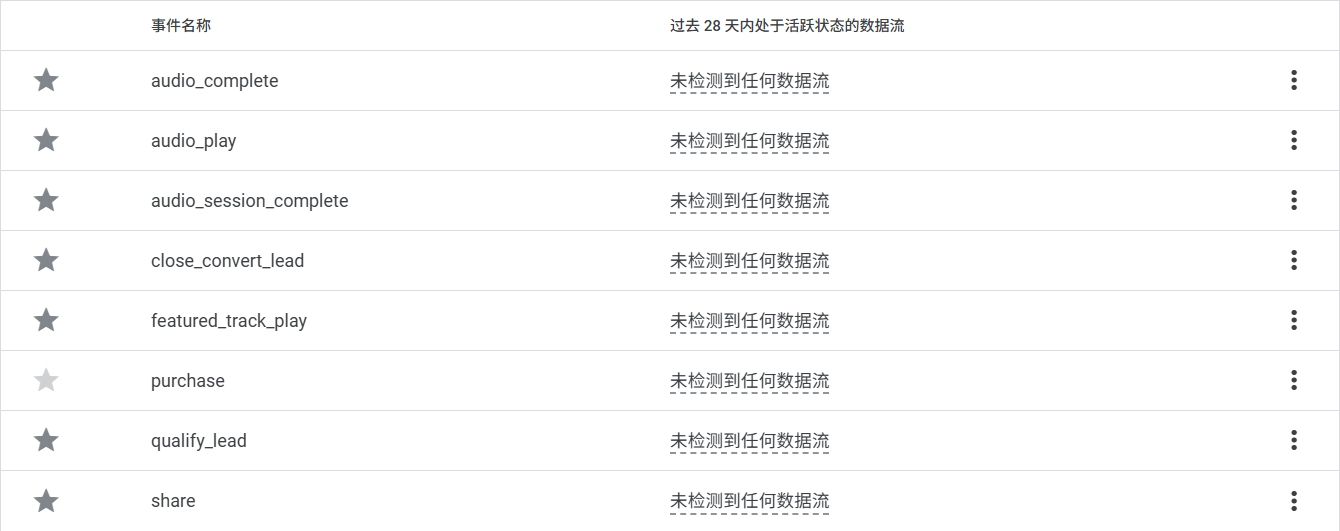 事件名称 过去 28 天内处于活跃状态的数据流
audio_complete 未检测到任何数据流
audio_play 未检测到任何数据流
audio_session_complete 未检测到任何数据流
close_convert_lead 未检测到任何数据流
featured_track_play 未检测到任何数据流
purchase 未检测到任何数据流
qualify_lead 未检测到任何数据流
share 未检测到任何数据流